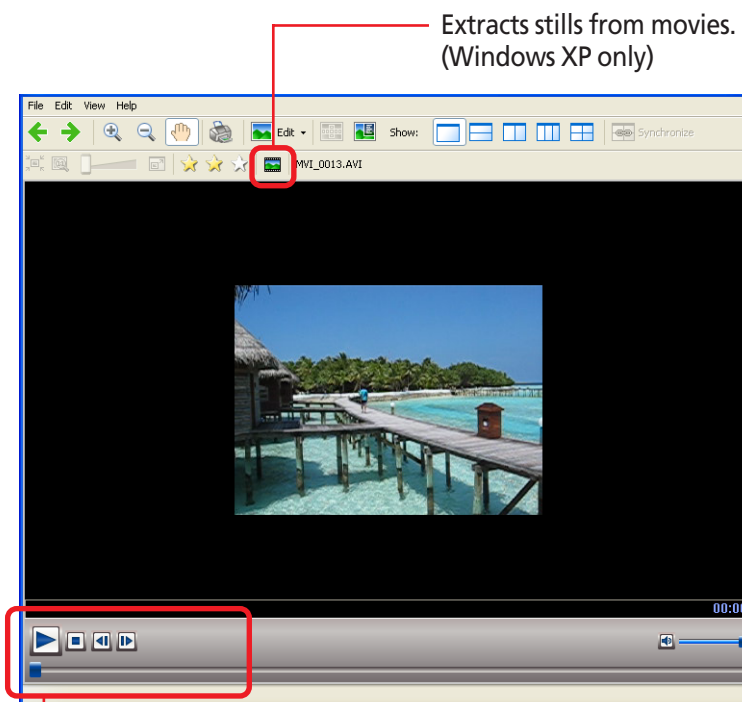 Extracts stills from movies.
(Windows XP only)
File Edit View Help
Edit Show: Synchronize
MVI_0013.AVI